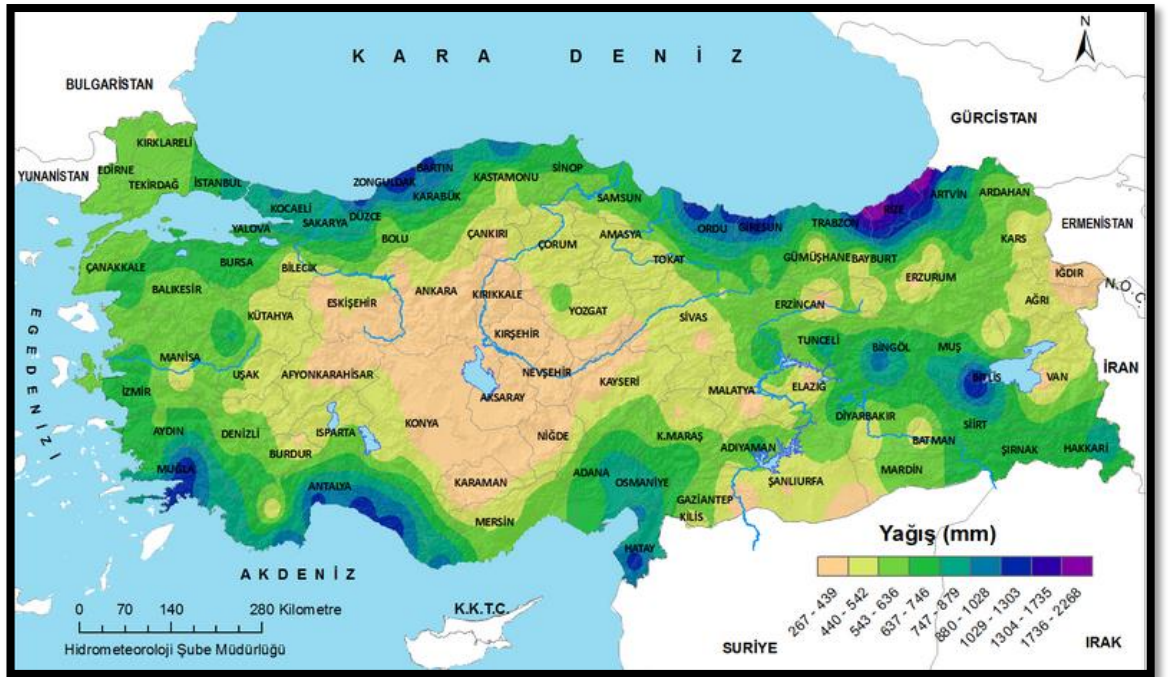 KARA DENİZ
N
BULGARİSTAN
GÜRCİSTAN
KIRKLARELİ
YUNANİSTAN
EDİRNE
TEKİRDAĞ
İSTANBUL
ZONGULDAK
BARTIN
KARABÜK
KASTAMONU
SİNOP
SAMSUN
ARTVİN
ARDAHAN
RİZE
KOCAELİ
SAKARYA
DÜZCE
YALOVA
BOLU
ÇANKIRI
ÇORUM
AMASYA
ORDU
GİRESUN
TRABZON
ERMENİSTAN
KARS
ÇANAKKALE
BURSA
BİLECİK
TOKAT
GÜMÜŞHANE
BAYBURT
ERZURUM
IĞDIR
N.Ö.C.
BALIKESİR
ESKİŞEHİR
ANKARA
KIRIKKALE
YOZGAT
SİVAS
ERZİNCAN
AĞRI
KÜTAHYA
KIRŞEHİR
TUNCELİ
BİNGÖL
MUŞ
EGE DENİZİ
MANİSA
UŞAK
AFYONKARAHİSAR
NEVŞEHİR
KAYSERİ
MALATYA
ELAZIĞ
BİTLİS
VAN
İRAN
İZMİR
AKSARAY
DİYARBAKIR
SİİRT
AYDIN
DENİZLİ
ISPARTA
KONYA
NİĞDE
K.MARAŞ
ADIYAMAN
BATMAN
ŞIRNAK
HAKKARİ
BURDUR
MUĞLA
ANTALYA
KARAMAN
ADANA
OSMANİYE
ŞANLIURFA
MARDİN
GAZİANTEP
KİLİS
MERSİN
HATAY
AKDENİZ
K.K.T.C.
SURİYE
IRAK
Yağış (mm)
267 - 439
440 - 542
543 - 636
637 - 746
747 - 879
880 - 1028
1029 - 1303
1304 - 1735
1736 - 2268
0 70 140 280 Kilometre
Hidrometeoroloji Şube Müdürlüğü